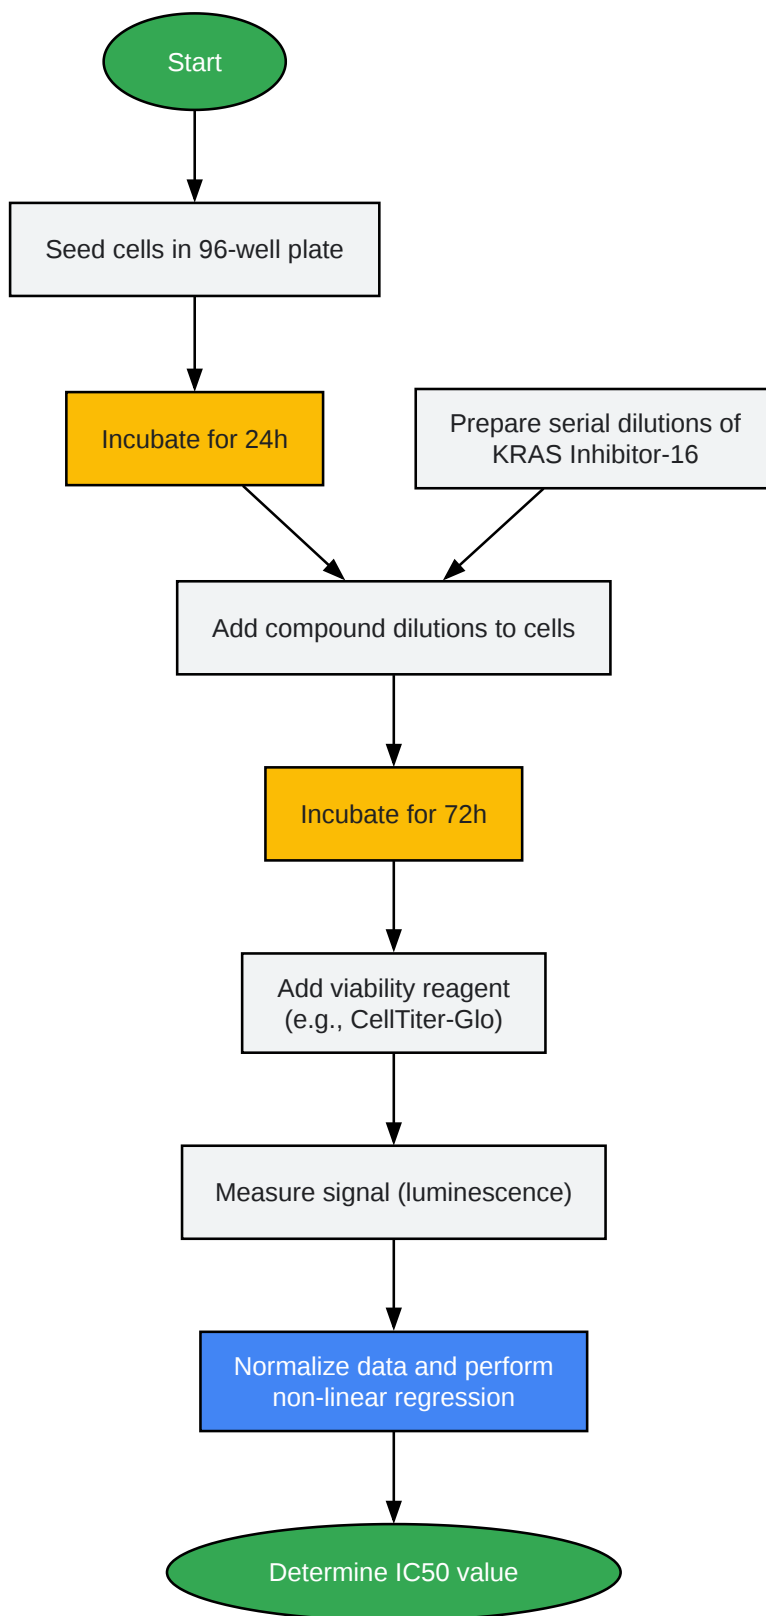 Start
Seed cells in 96-well plate
Incubate for 24h
Prepare serial dilutions of
KRAS Inhibitor-16
Add compound dilutions to cells
Incubate for 72h
Add viability reagent
(e.g., CellTiter-Glo)
Measure signal (luminescence)
Normalize data and perform
non-linear regression
Determine IC50 value